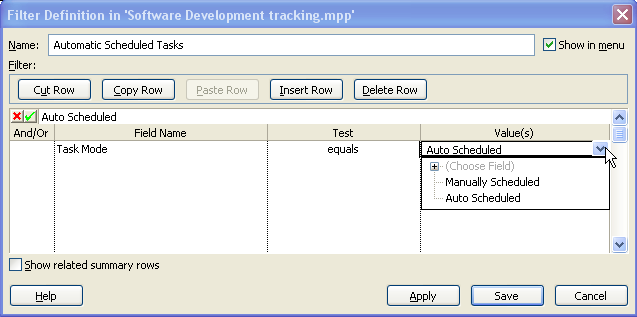 Filter Definition in 'Software Development tracking.mpp'
Name: Automatic Scheduled Tasks Show in menu
Filter:
Cut Row Copy Row Paste Row Insert Row Delete Row
Auto Scheduled
And/Or Field Name Test Value(s)
Task Mode equals Auto Scheduled
(Choose Field)
Manually Scheduled
Auto Scheduled
Show related summary rows
Help Apply Save Cancel